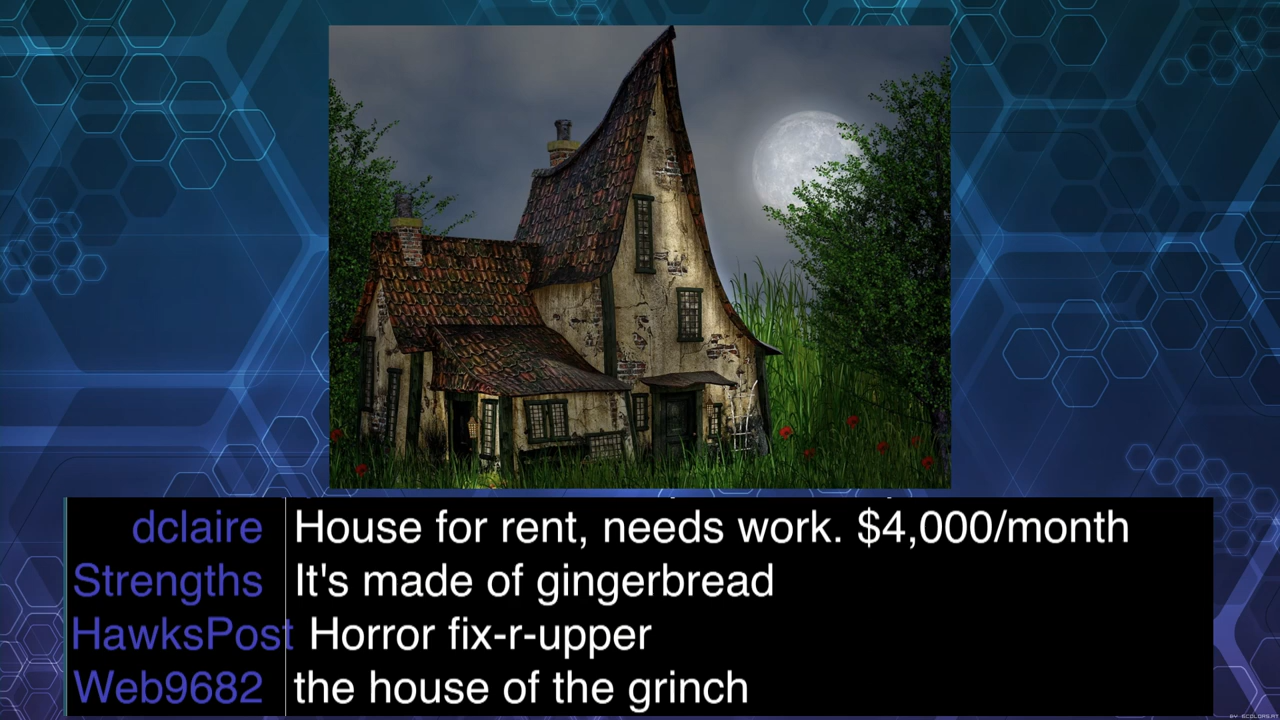 dclaire House for rent, needs work. $4,000/month
Strengths It's made of gingerbread
HawksPost Horror fix-r-upper
Web9682 the house of the grinch